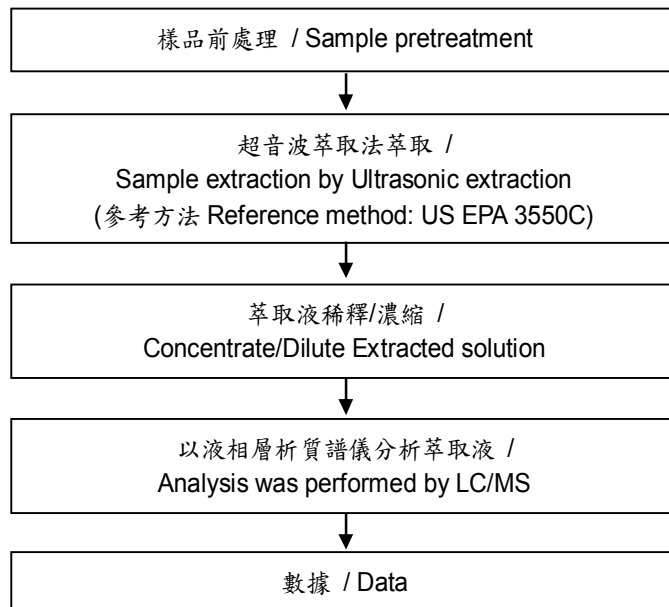 樣品前處理 / Sample pretreatment
超音波萃取法萃取 /
Sample extraction by Ultrasonic extraction
(參考方法 Reference method: US EPA 3550C)
萃取液稀釋/濃縮 /
Concentrate/Dilute Extracted solution
以液相層析質譜儀分析萃取液 /
Analysis was performed by LC/MS
數據 / Data